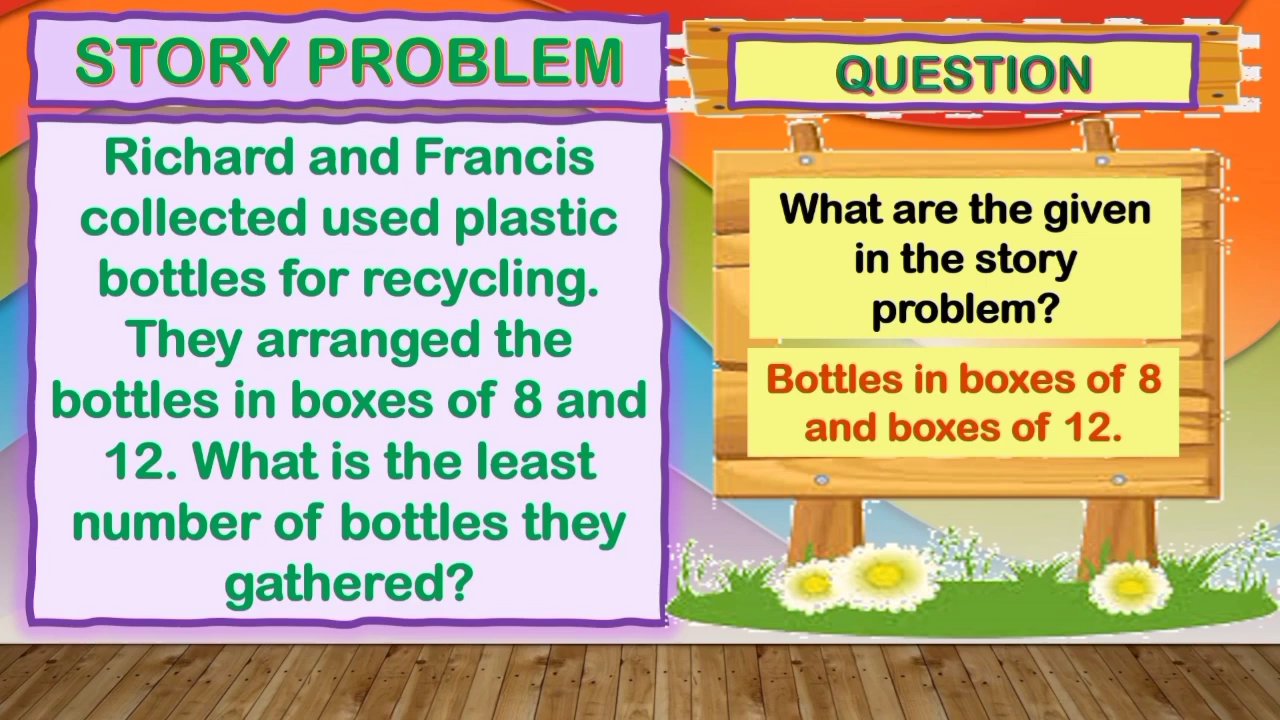 STORY PROBLEM
Richard and Francis
collected used plastic
bottles for recycling.
They arranged the
bottles in boxes of 8 and
12. What is the least
number of bottles they
gathered?
QUESTION
What are the given
in the story
problem?
Bottles in boxes of 8
and boxes of 12.